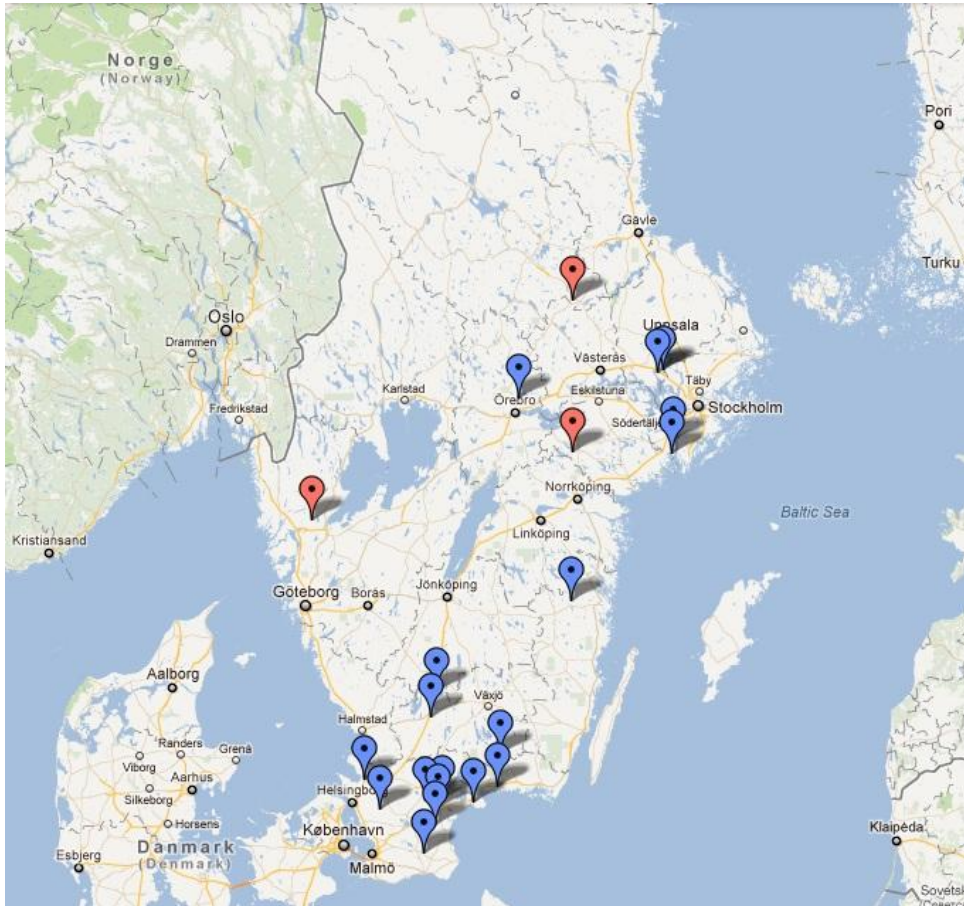 Norge
(Norway)
Pori
Gävle
Turku
Oslo
Uppsala
Drammen
Västerås
Täby
Karlstad
Eskilstuna
Örebro
Stockholm
Fredrikstad
Norrköping
Baltic Sea
Linköping
Kristiansand
Jönköping
Göteborg
Borås
Aalborg
Växjö
Halmstad
Randers
Grenå
Viborg
Aarhus
Silkeborg
Helsingborg
Horsens
København
Klaipėda
Danmark
(Denmark)
Esbjerg
Malmö